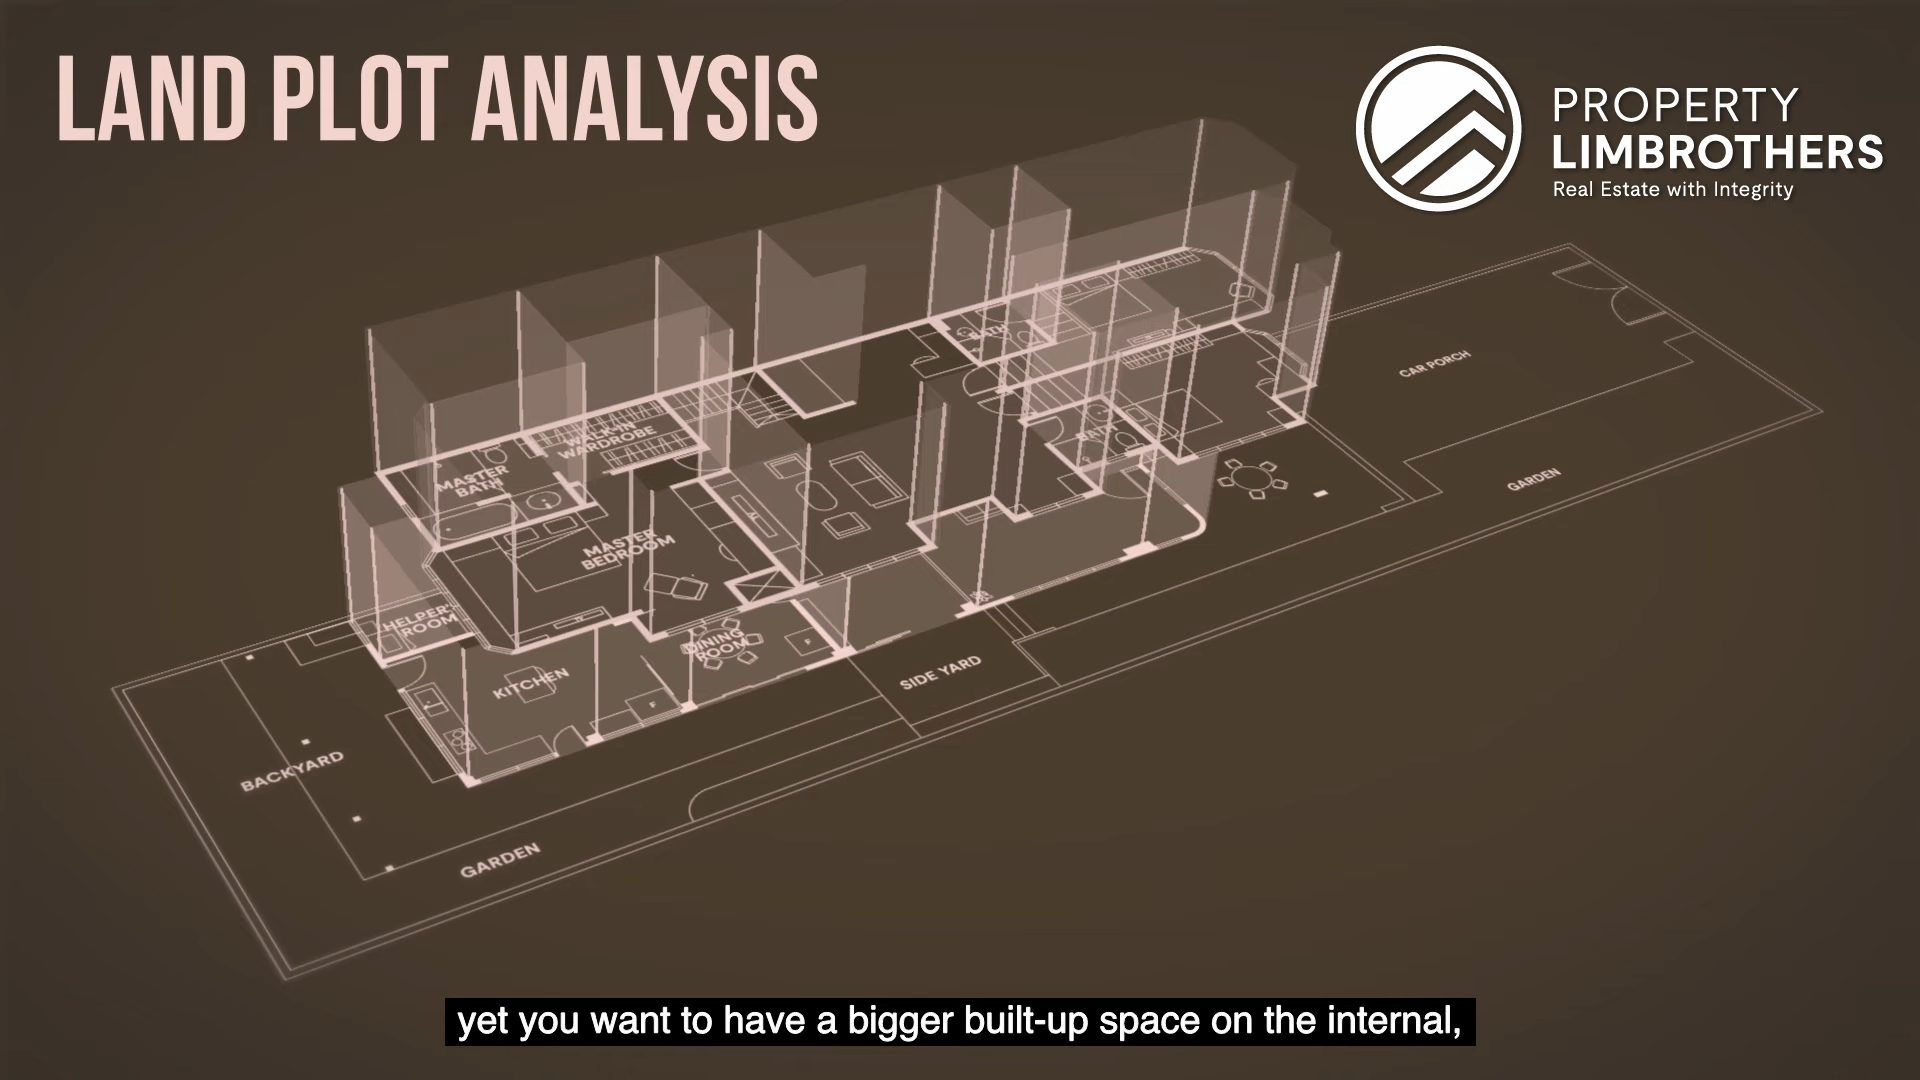 LAND PLOT ANALYSIS
PROPERTY
LIMBROTHERS
Real Estate with Integrity
BATH
CAR PORCH
WALK-IN
WARDROBE
BATH
MASTER
BATH
GARDEN
MASTER
BEDROOM
HELPER'S
ROOM
DINING
ROOM
F
KITCHEN
SIDE YARD
F
BACKYARD
GARDEN
yet you want to have a bigger built-up space on the internal,